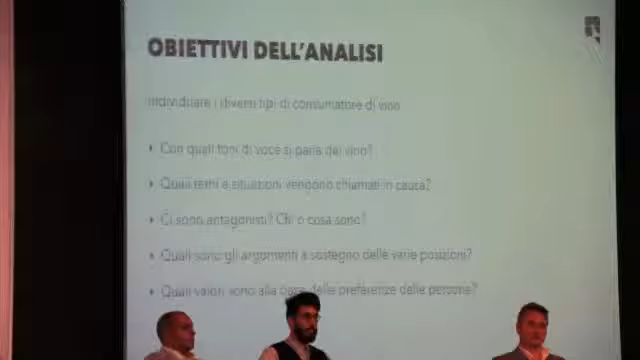 OBIETTIVI DELL'ANALISI
Individuare i diversi tipi di consumatore di vino
Con quali toni di voce si parla del vino?
Quali temi e situazioni vengono chiamati in causa?
Ci sono antagonisti? Chi o cosa sono?
Quali sono gli argomenti a sostegno delle varie posizioni?
Quali valori sono alla base delle preferenze delle persone?